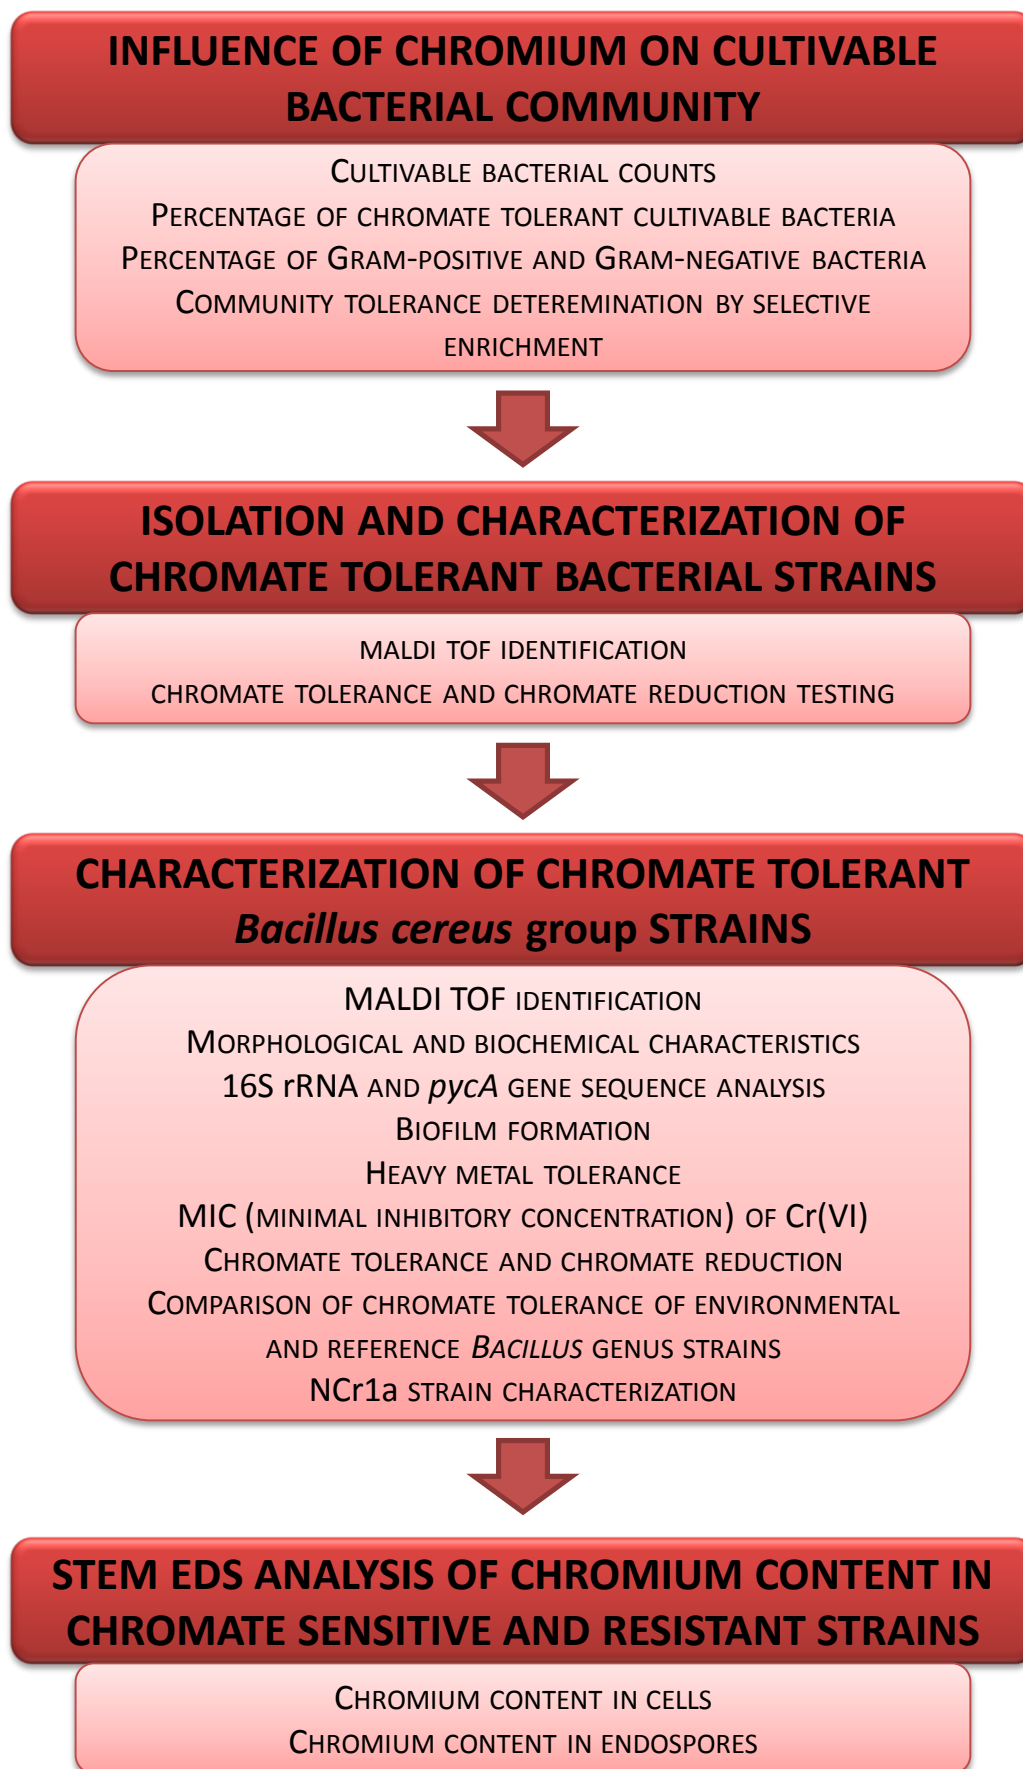 INFLUENCE OF CHROMIUM ON CULTIVABLE
BACTERIAL COMMUNITY
CULTIVABLE BACTERIAL COUNTS
PERCENTAGE OF CHROMATE TOLERANT CULTIVABLE BACTERIA
PERCENTAGE OF GRAM-POSITIVE AND GRAM-NEGATIVE BACTERIA
COMMUNITY TOLERANCE DETEREMINATION BY SELECTIVE
ENRICHMENT
ISOLATION AND CHARACTERIZATION OF
CHROMATE TOLERANT BACTERIAL STRAINS
MALDI TOF IDENTIFICATION
CHROMATE TOLERANCE AND CHROMATE REDUCTION TESTING
CHARACTERIZATION OF CHROMATE TOLERANT
Bacillus cereus group STRAINS
MALDI TOF IDENTIFICATION
MORPHOLOGICAL AND BIOCHEMICAL CHARACTERISTICS
16S rRNA AND pycA GENE SEQUENCE ANALYSIS
BIOFILM FORMATION
HEAVY METAL TOLERANCE
MIC (MINIMAL INHIBITORY CONCENTRATION) OF Cr(VI)
CHROMATE TOLERANCE AND CHROMATE REDUCTION
COMPARISON OF CHROMATE TOLERANCE OF ENVIRONMENTAL
AND REFERENCE BACILLUS GENUS STRAINS
NCr1a STRAIN CHARACTERIZATION
STEM EDS ANALYSIS OF CHROMIUM CONTENT IN
CHROMATE SENSITIVE AND RESISTANT STRAINS
CHROMIUM CONTENT IN CELLS
CHROMIUM CONTENT IN ENDOSPORES